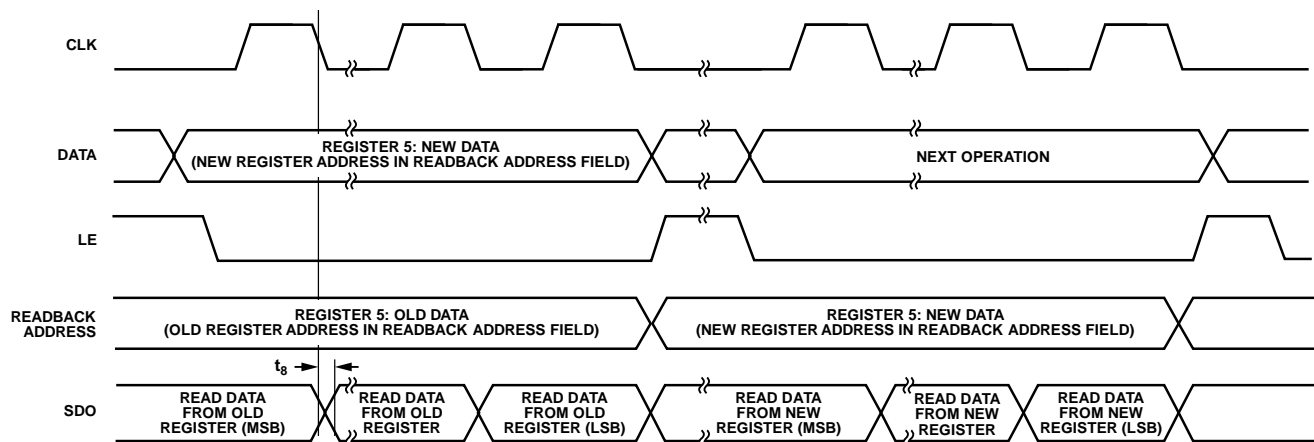 CLK
DATA
REGISTER 5: NEW DATA
(NEW REGISTER ADDRESS IN READBACK ADDRESS FIELD)
NEXT OPERATION
LE
READBACK
ADDRESS
REGISTER 5: OLD DATA
(OLD REGISTER ADDRESS IN READBACK ADDRESS FIELD)
REGISTER 5: NEW DATA
(NEW REGISTER ADDRESS IN READBACK ADDRESS FIELD)
t8
SDO
READ DATA
FROM OLD
REGISTER (MSB)
READ DATA
FROM OLD
REGISTER
READ DATA
FROM OLD
REGISTER (LSB)
READ DATA
FROM NEW
REGISTER (MSB)
READ DATA
FROM NEW
REGISTER
READ DATA
FROM NEW
REGISTER (LSB)